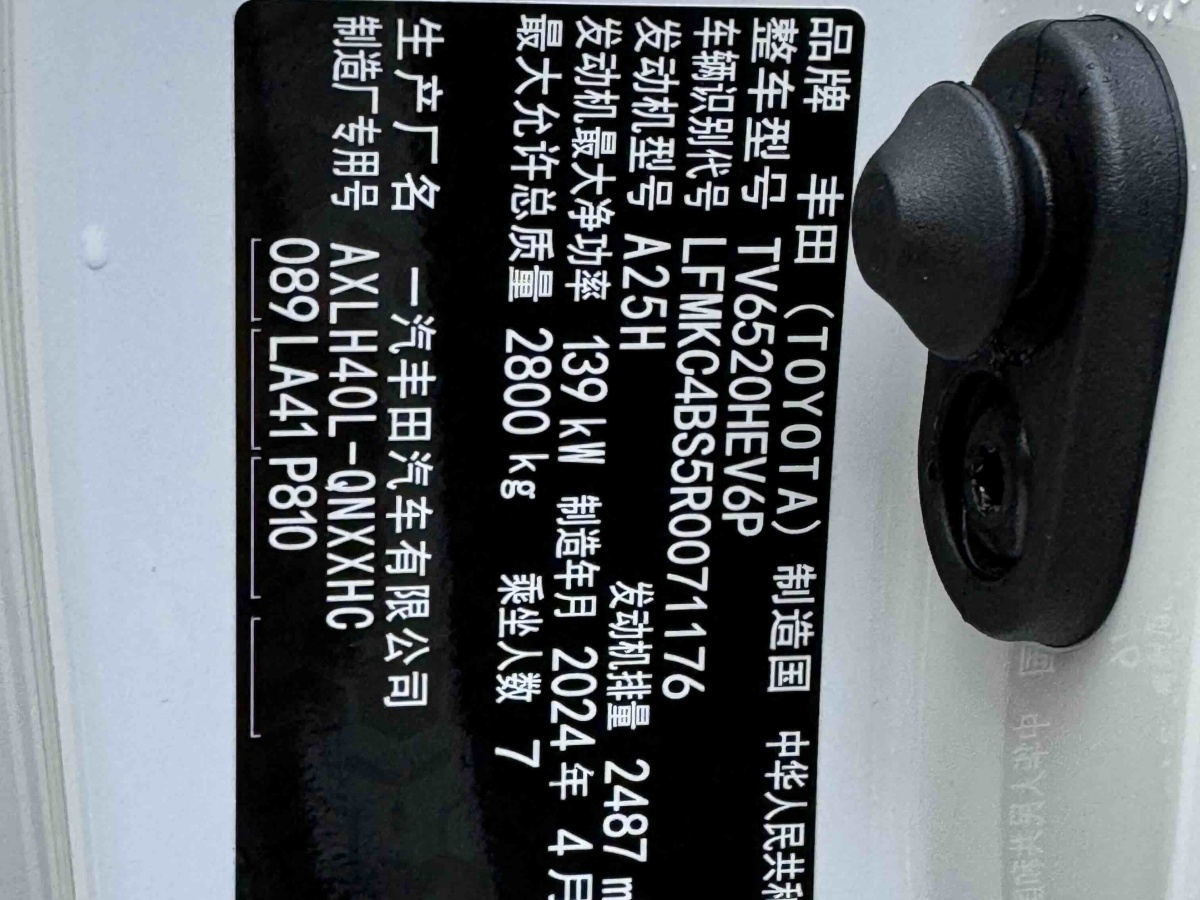 品牌 丰田 (TOYOTA) 制造国 中华人民共和
整车型号 TV6520HEV6P
车辆识别代号 LFMKC4BS5R0071176
发动机型号 A25H 发动机排量 2487 m
发动机最大净功率 139 kW 制造年月 2024年 4月
最大允许总质量 2800 kg 乘坐人数 7
生产厂名 一汽丰田汽车有限公司
制造厂专用号 AXLH40L-QNXXHC
089 LA41 P810